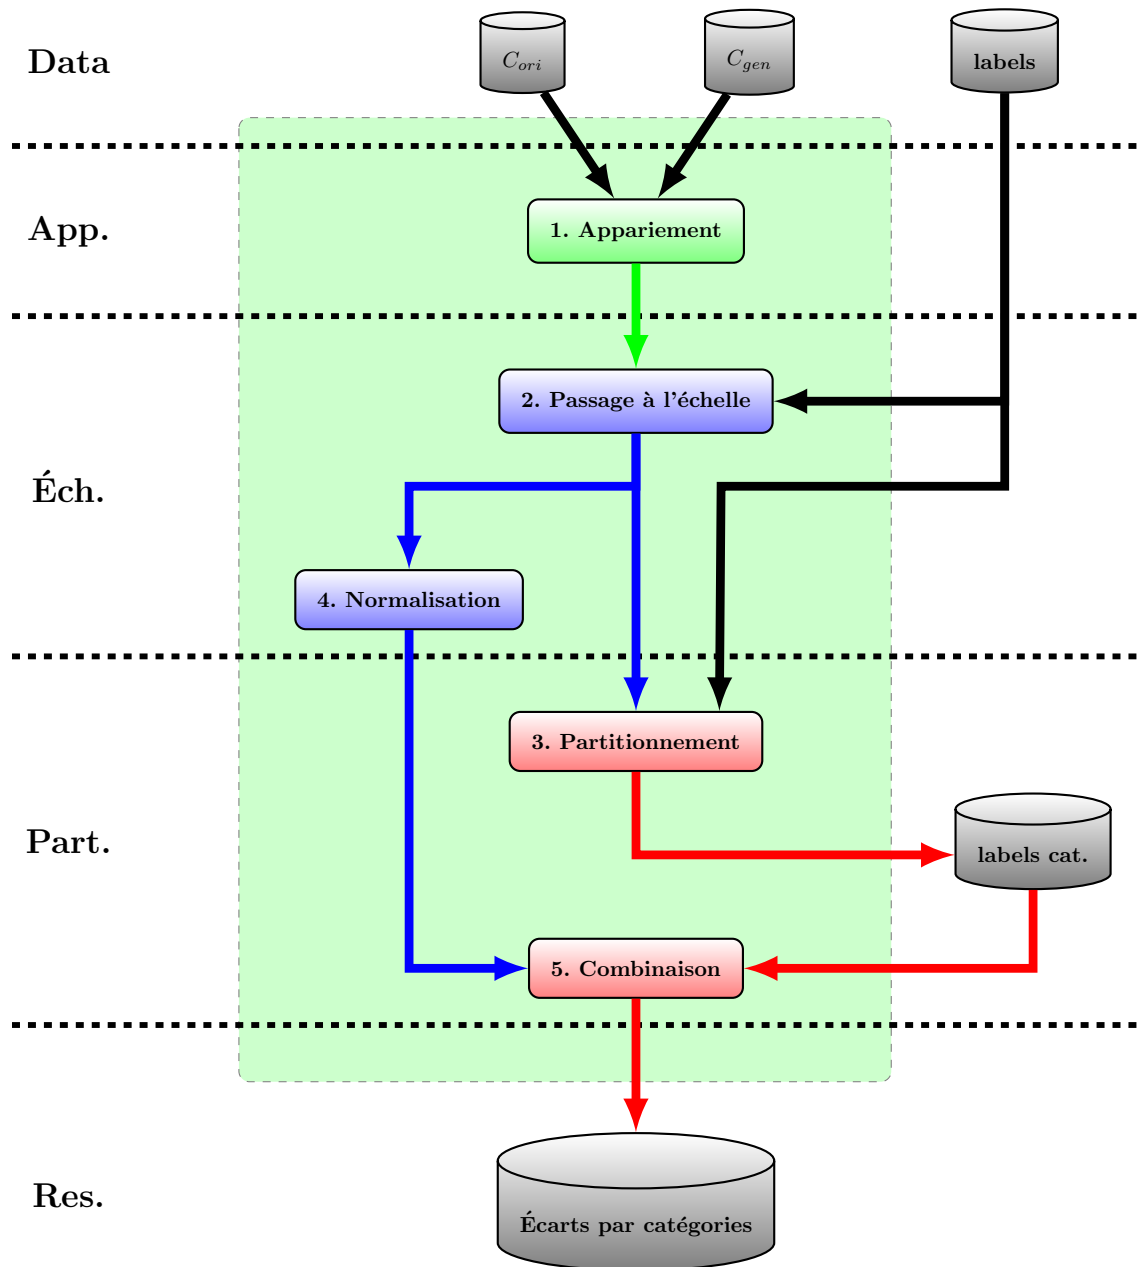 Data
C_ori
C_gen
labels
App.
1. Appariement
2. Passage à l'échelle
Éch.
4. Normalisation
3. Partitionnement
Part.
labels cat.
5. Combinaison
Res.
Écarts par catégories